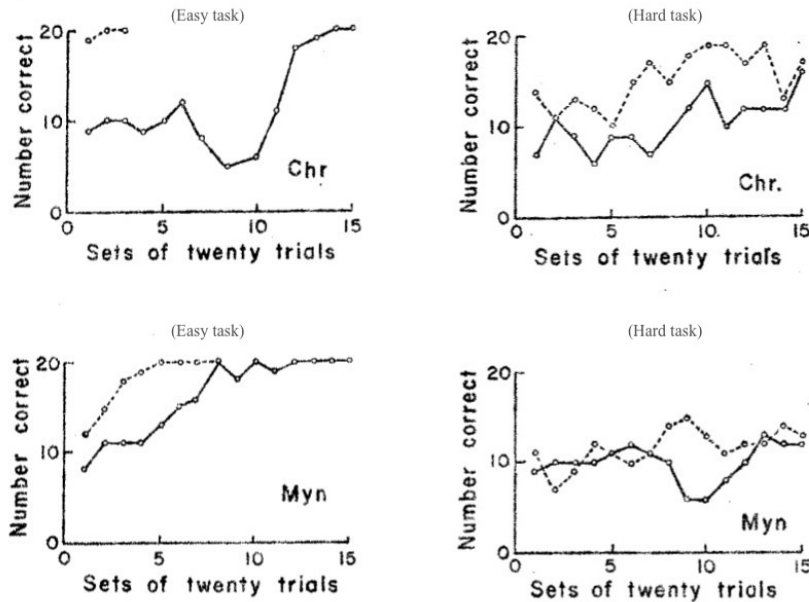 (Easy task)
Number correct
20
10
0
0
5
10
15
Chr
Sets of twenty trials
(Hard task)
Number correct
20
10
0
0
5
10.
15
Chr.
Sets of twenty trials
(Easy task)
Number correct
20
10
0
0
5
10
15
Myn
Sets of twenty trials
(Hard task)
Number correct
20
10
0
0
5
10
15
Myn
Sets of twenty trials